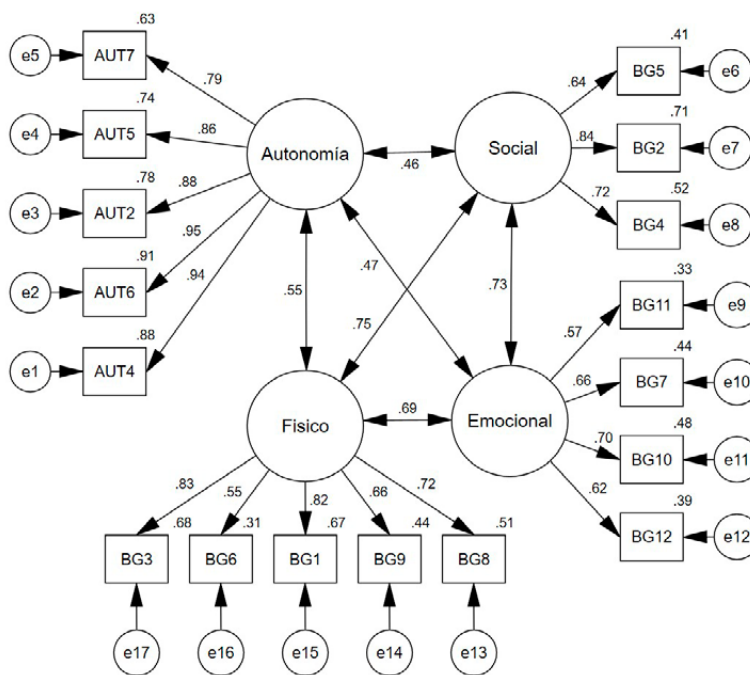 .63
e5 AUT7
.79
.74
e4 AUT5
.86
.78
e3 AUT2
.88
.91
e2 AUT6
.95
.88
e1 AUT4
.94
Autonomía
.46
Social
.41
.64 BG5 e6
.71
.84 BG2 e7
.52
.72 BG4 e8
.55
.47
.75
.73
Físico
.69
Emocional
.33
.57 BG11 e9
.44
.66 BG7 e10
.48
.70 BG10 e11
.39
.62 BG12 e12
.83 .55 .82 .66 .72
.68 .31 .67 .44 .51
BG3 BG6 BG1 BG9 BG8
e17 e16 e15 e14 e13